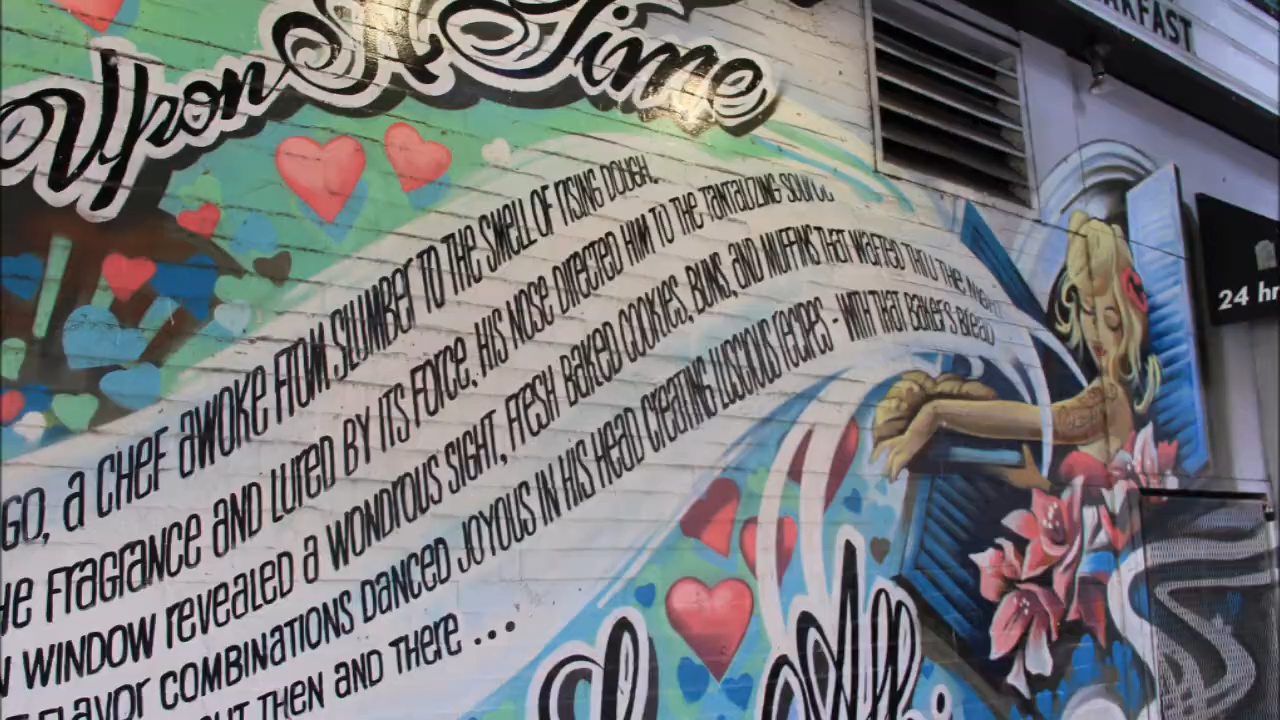 Upon A Time
AKFAST
24 hr
GO, A CHEF AWOKE FROM SLUMBER TO THE SMELL OF RISING DOUGH.
HE FRAGRANCE AND LURED BY ITS FORCE, HIS NOSE DIRECTED HIM TO THE TANTALIZING SOURCE
WINDOW REVEALED A WONDROUS SIGHT, FRESH BAKED COOKIES, BUNS, AND MUFFINS THAT WAFTED THRU THE NIGHT
FLAVOR COMBINATIONS DANCED JOYOUS IN HIS HEAD CREATING LUSCIOUS RECIPES - WITH THAT BAKER'S BREAD
THEN AND THERE ...